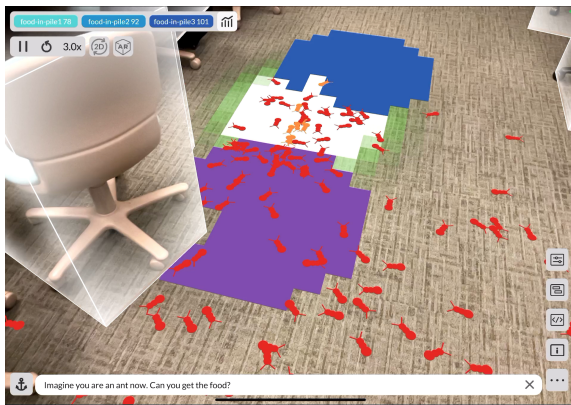 food-in-pile1 78 food-in-pile2 92 food-in-pile3 101
3.0x 2D AR
Imagine you are an ant now. Can you get the food?